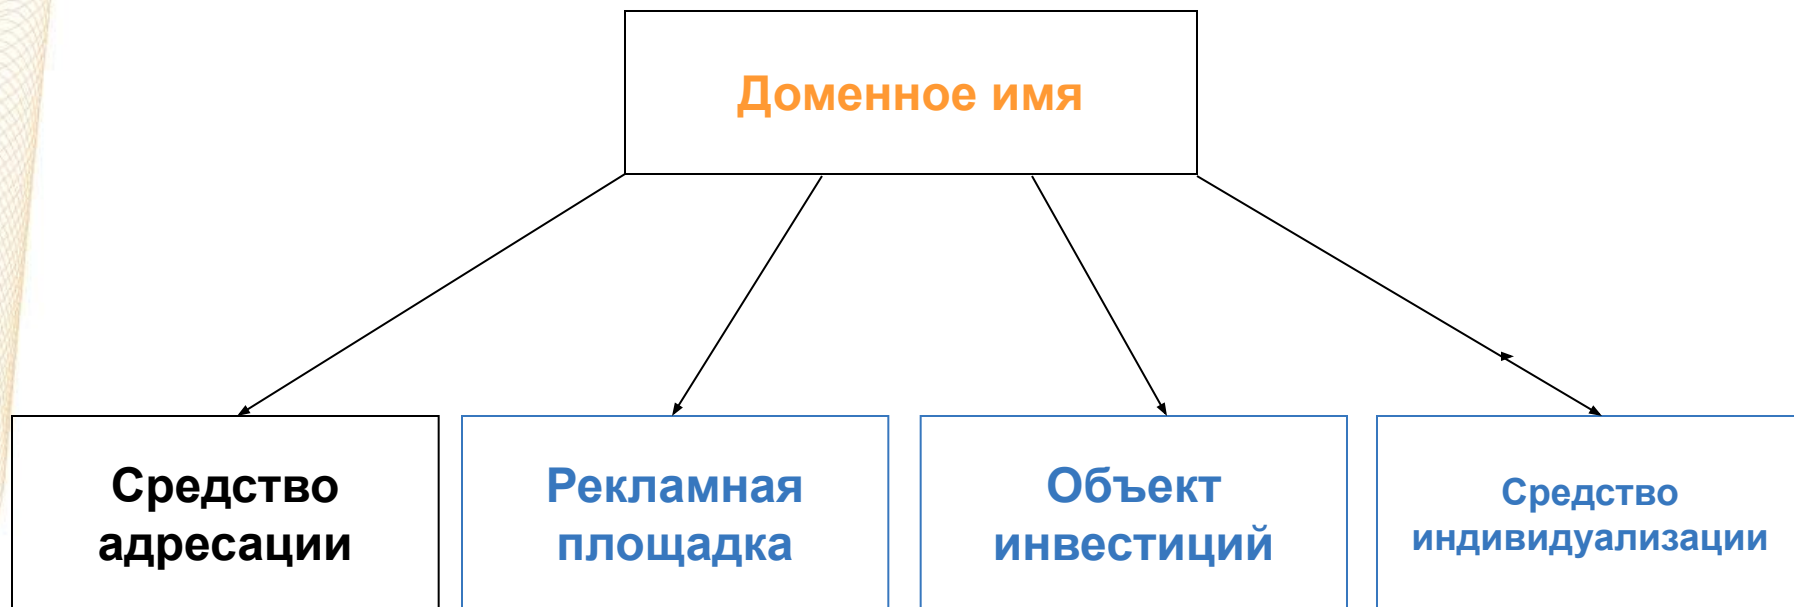 Доменное имя
Средство
адресации
Рекламная
площадка
Объект
инвестиций
Средство
индивидуализации